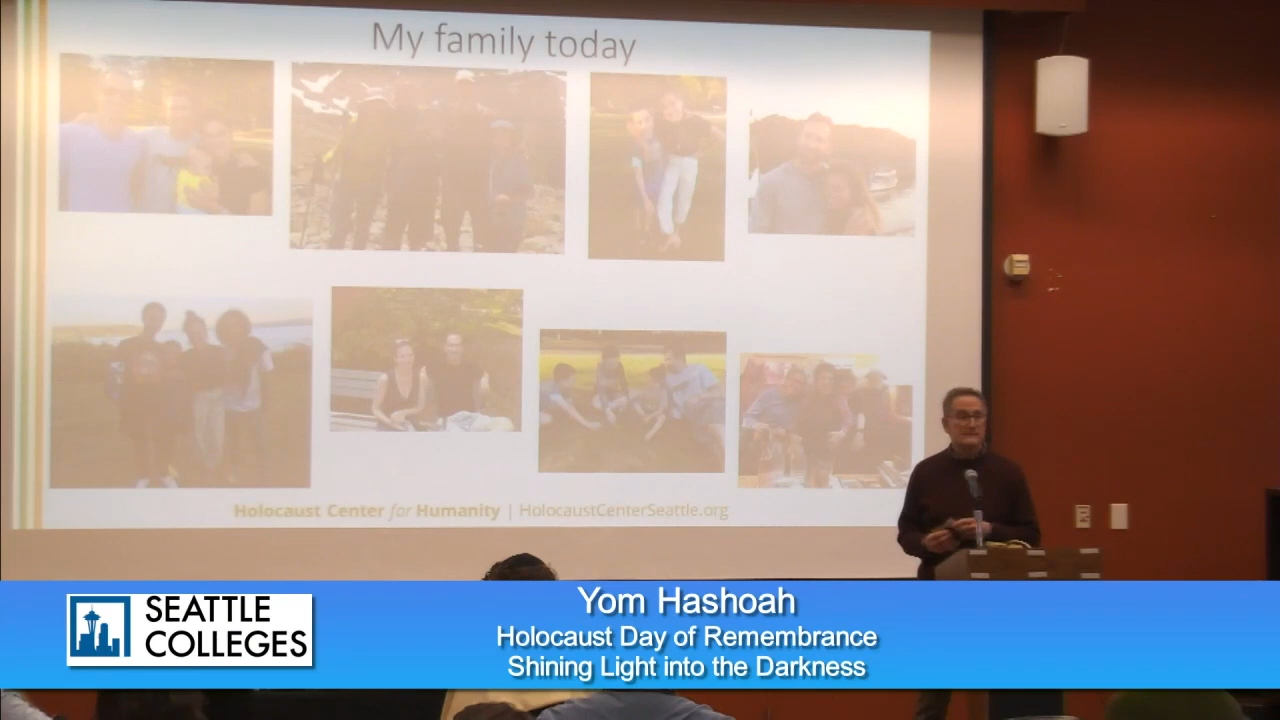 My family today
Holocaust Center for Humanity | HolocaustCenterSeattle.org
SEATTLE
COLLEGES
Yom Hashoah
Holocaust Day of Remembrance
Shining Light into the Darkness